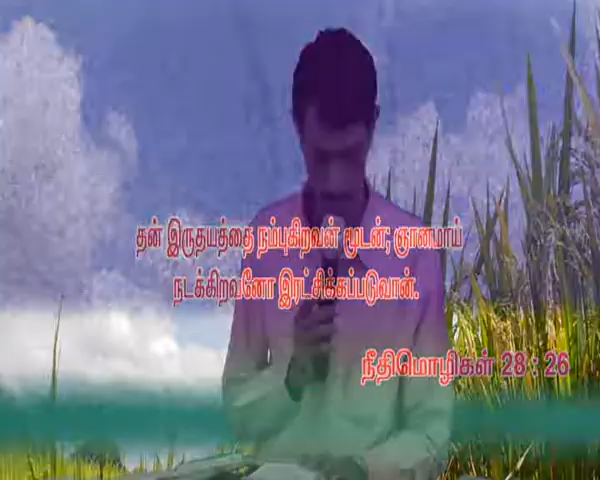 தன் இருதயத்தை நம்புகிறவன் மூடன்; ஞானமாய்
நடக்கிறவனோ இரட்சிக்கப்படுவான்.
நீதிமொழிகள் 28 : 26